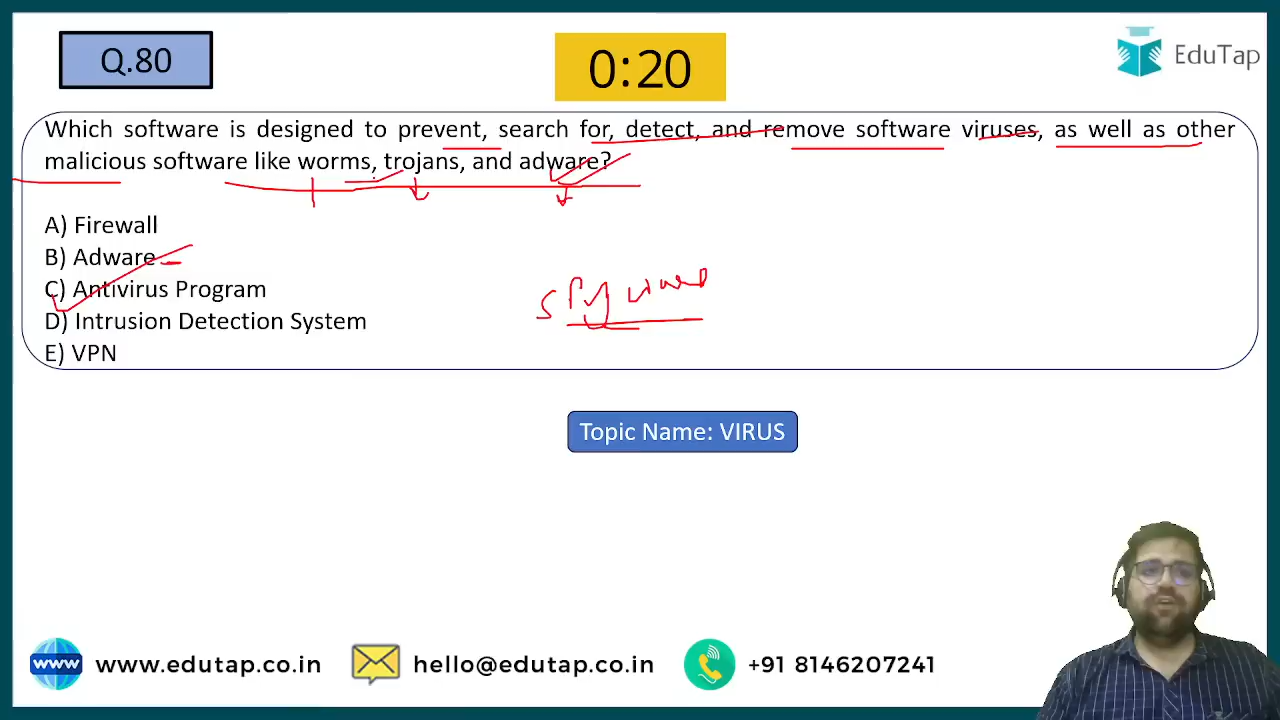 Q.80
0:20
EduTap
Which software is designed to prevent, search for, detect, and remove software viruses, as well as other
malicious software like worms, trojans, and adware?
A) Firewall
B) Adware
C) Antivirus Program
D) Intrusion Detection System
E) VPN
Topic Name: VIRUS
www
www.edutap.co.in
hello@edutap.co.in
+91 8146207241